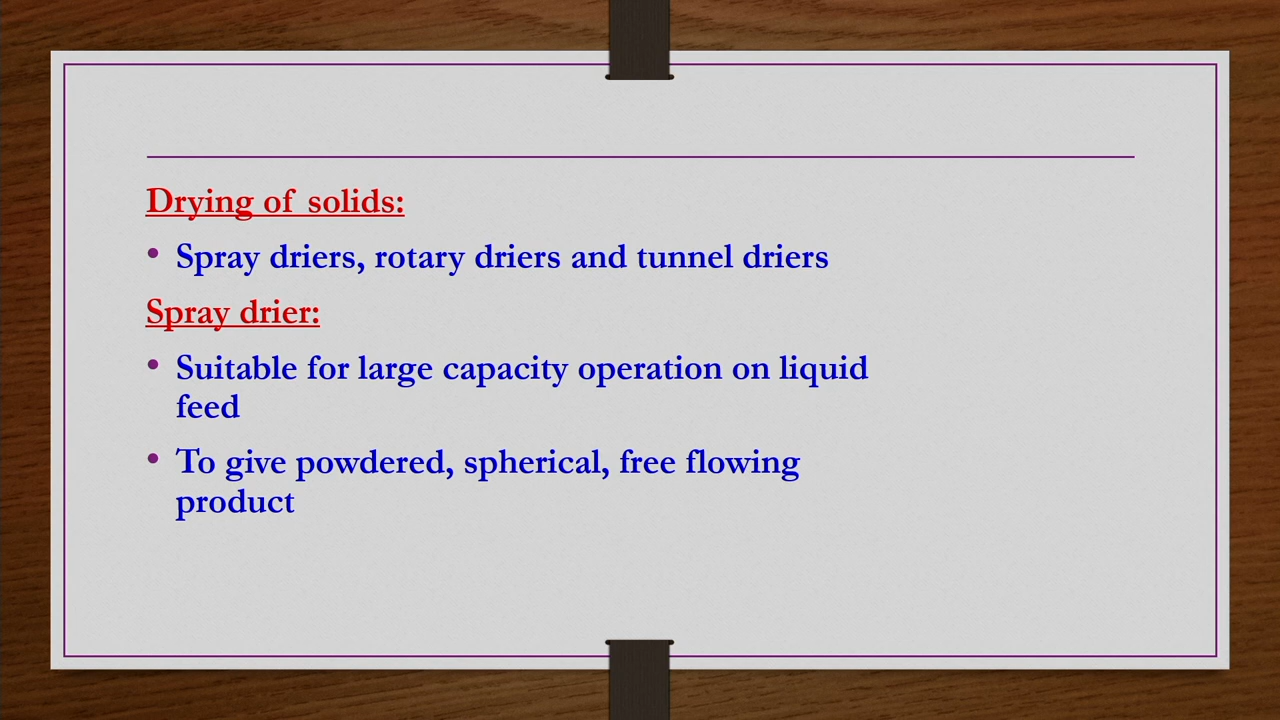 Drying of solids:
• Spray driers, rotary driers and tunnel driers
Spray drier:
• Suitable for large capacity operation on liquid
feed
• To give powdered, spherical, free flowing
product